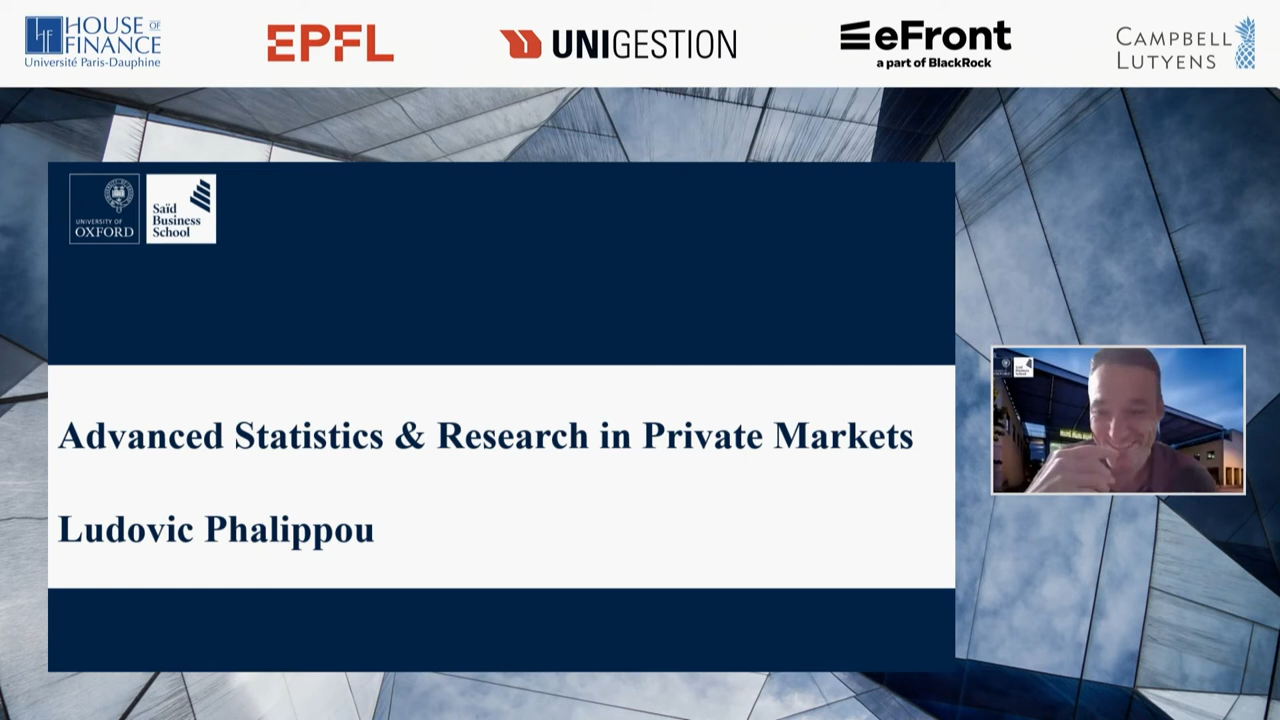 HOUSE OF
FINANCE
Université Paris-Dauphine
EPFL
UNIGESTION
eFront
a part of BlackRock
CAMPBELL
LUTYENS
UNIVERSITY OF
OXFORD
Saïd
Business
School
Advanced Statistics & Research in Private Markets
Ludovic Phalippou